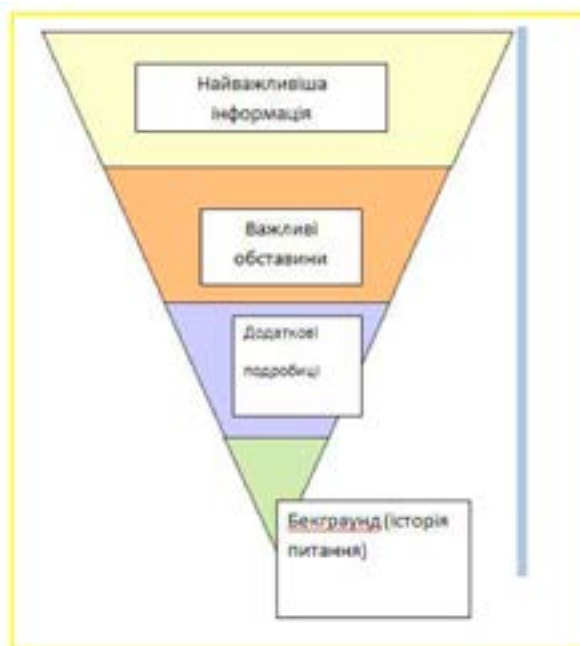 Найважливіша
інформація
Важливі
обставини
Додаткові
подробиці
Бекграунд (історія
питання)